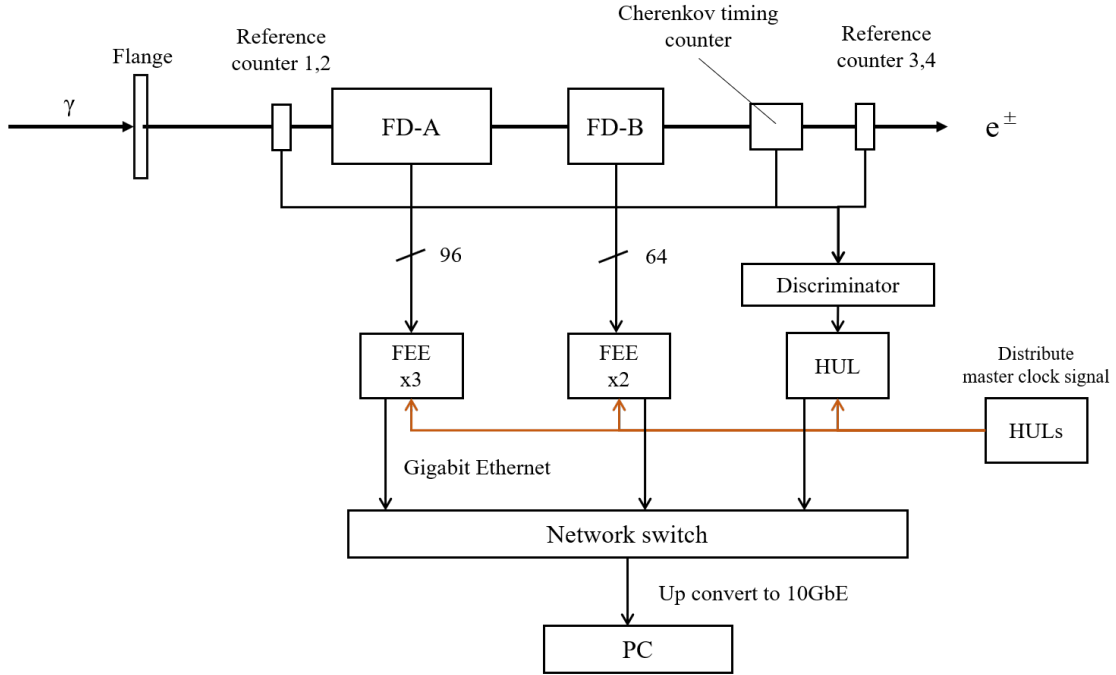 Cherenkov timing
counter
Reference
counter 1,2
Reference
counter 3,4
Flange
γ
FD-A
FD-B
e±
96
64
Discriminator
FEE
x3
FEE
x2
HUL
Distribute
master clock signal
HULs
Gigabit Ethernet
Network switch
Up convert to 10GbE
PC